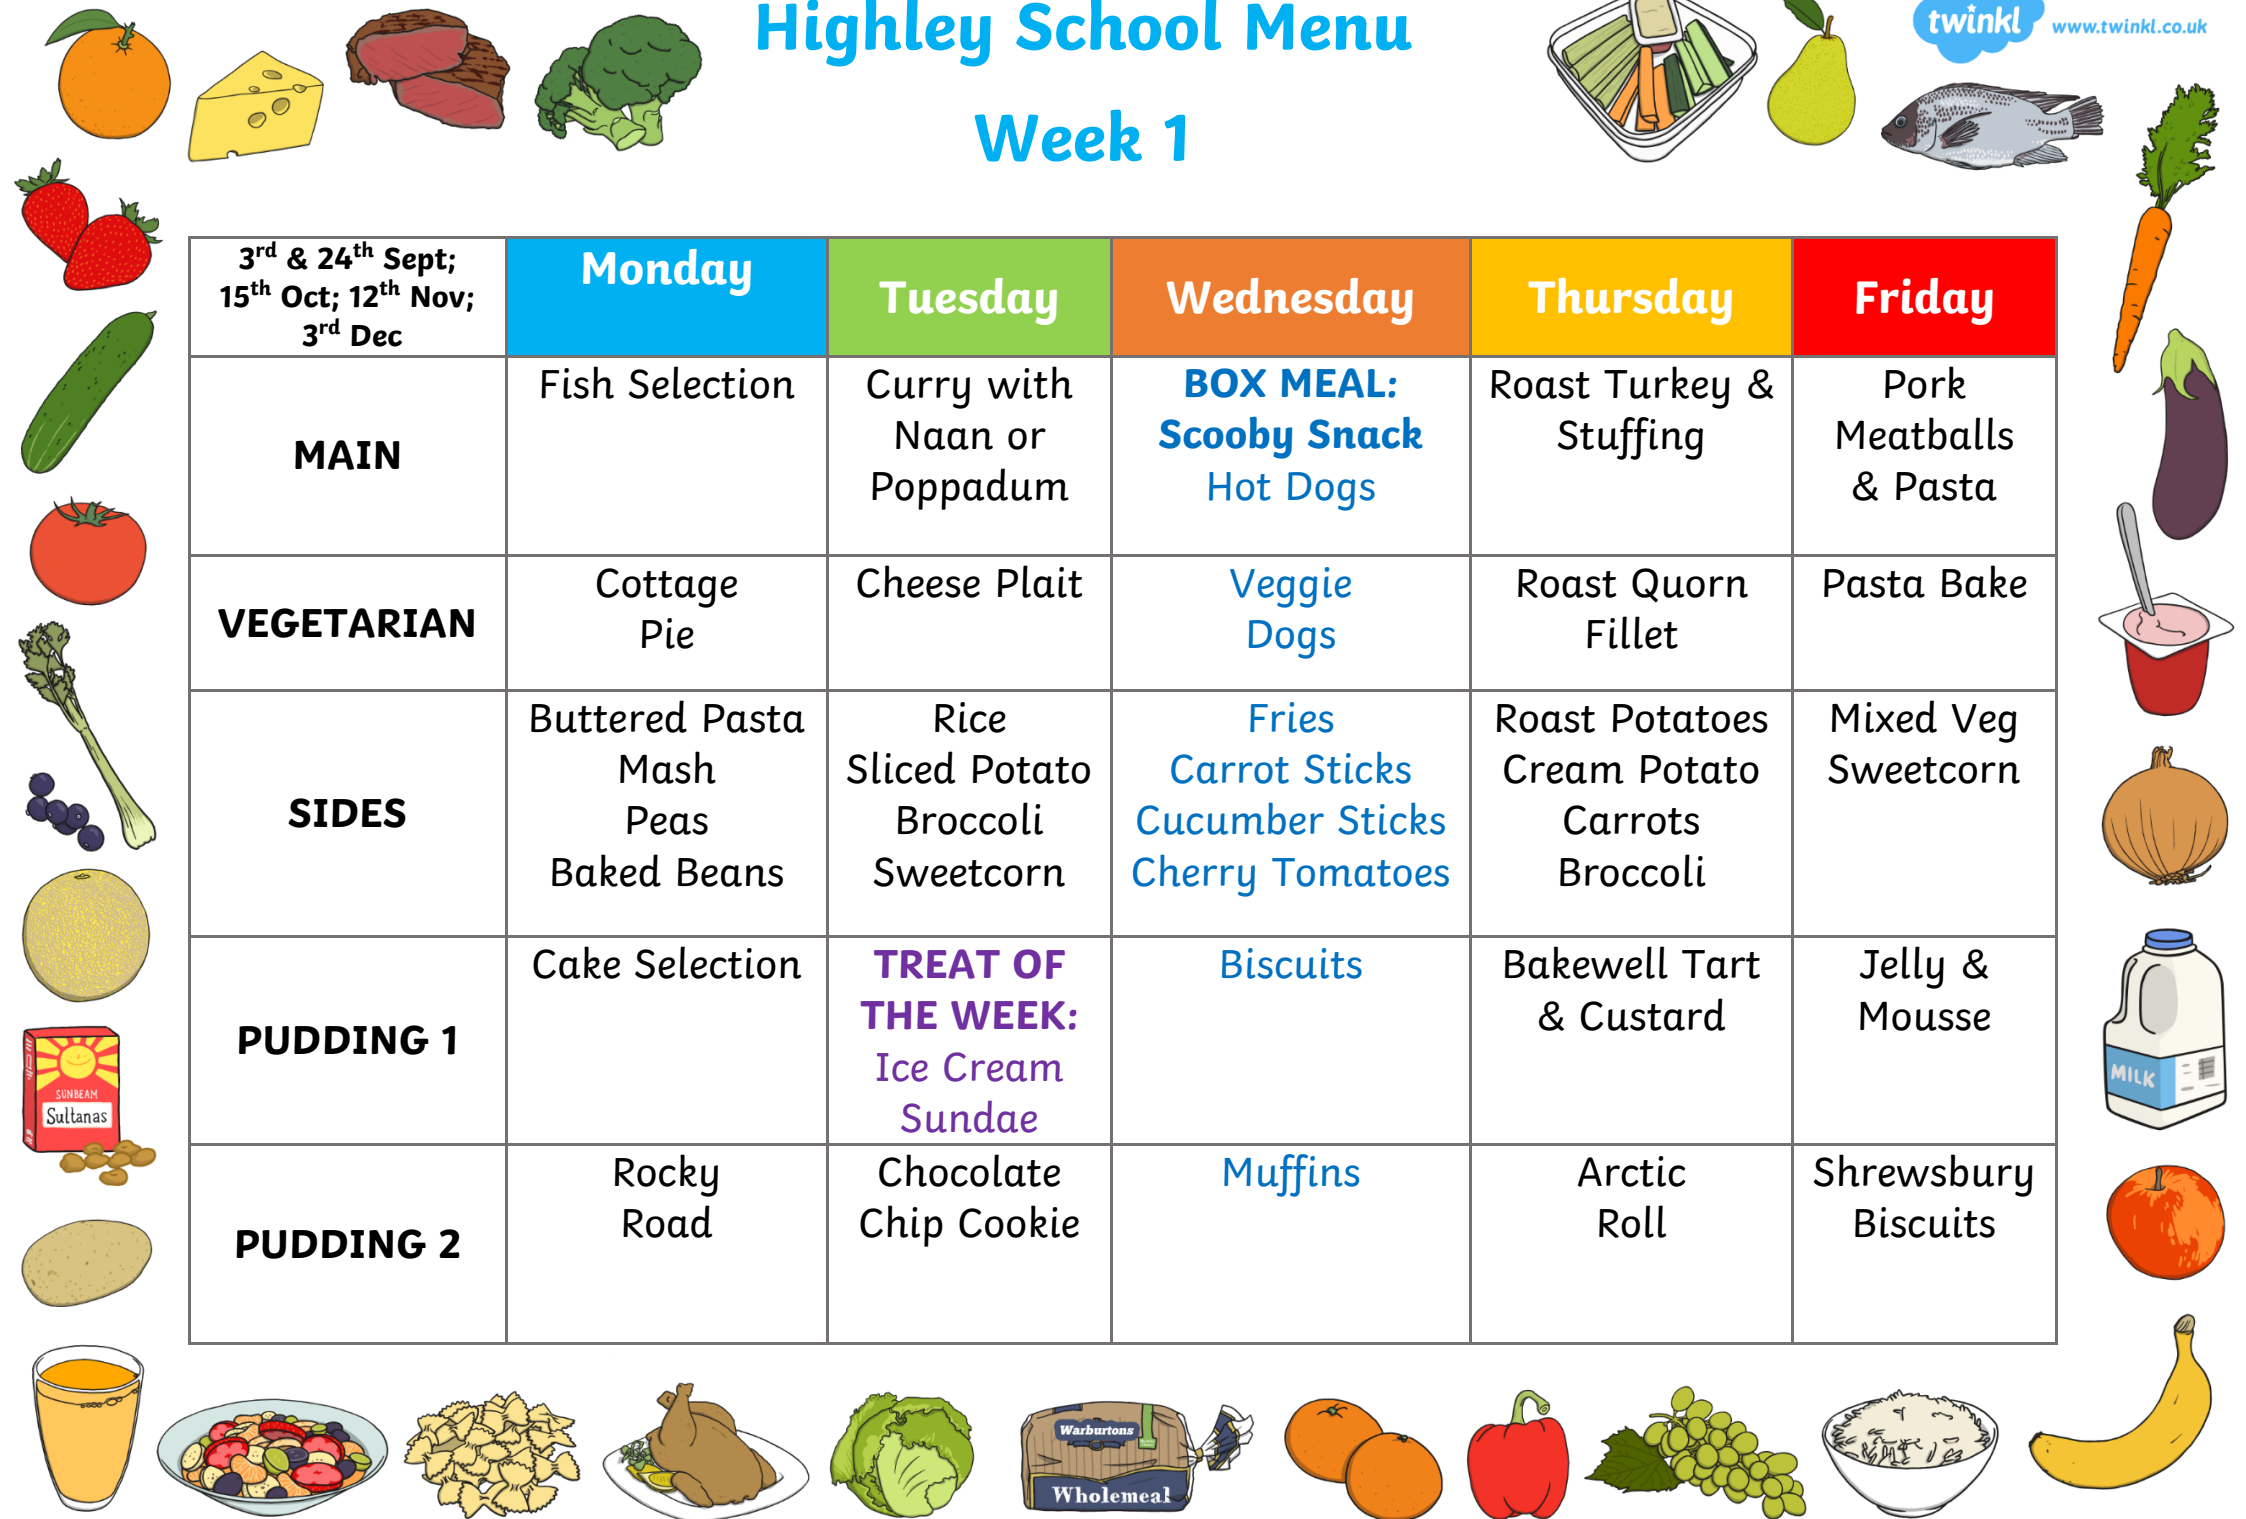 Highley School Menu
Week 1
twinkl www.twinkl.co.uk
3rd & 24th Sept;
15th Oct; 12th Nov;
3rd Dec
Monday
Tuesday
Wednesday
Thursday
Friday
MAIN
Fish Selection
Curry with
Naan or
Poppadum
BOX MEAL:
Scooby Snack
Hot Dogs
Roast Turkey &
Stuffing
Pork
Meatballs
& Pasta
VEGETARIAN
Cottage
Pie
Cheese Plait
Veggie
Dogs
Roast Quorn
Fillet
Pasta Bake
SIDES
Buttered Pasta
Mash
Peas
Baked Beans
Rice
Sliced Potato
Broccoli
Sweetcorn
Fries
Carrot Sticks
Cucumber Sticks
Cherry Tomatoes
Roast Potatoes
Cream Potato
Carrots
Broccoli
Mixed Veg
Sweetcorn
PUDDING 1
Cake Selection
TREAT OF
THE WEEK:
Ice Cream
Sundae
Biscuits
Bakewell Tart
& Custard
Jelly &
Mousse
PUDDING 2
Rocky
Road
Chocolate
Chip Cookie
Muffins
Arctic
Roll
Shrewsbury
Biscuits
SUNBEAM
Sultanas
MILK
Warburtons
Wholemeal